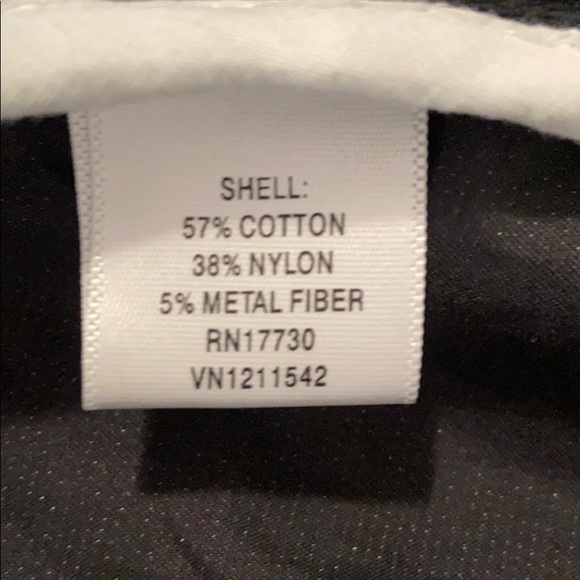 SHELL:
57% COTTON
38% NYLON
5% METAL FIBER
RN17730
VN1211542